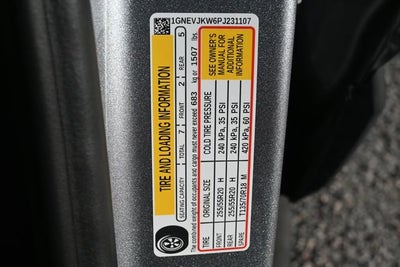 1GNEVJKW6PJ231107
TIRE AND LOADING INFORMATION
SEATING CAPACITY TOTAL 7 FRONT 2 REAR 5
The combined weight of occupants and cargo must never exceed 683 kg or 1507 lbs.
TIRE ORIGINAL SIZE COLD TIRE PRESSURE
FRONT 255/55R20 H 240 kPa, 35 PSI
REAR 255/55R20 H 240 kPa, 35 PSI
SPARE T135/70R18 M 420 kPa, 60 PSI
SEE OWNER'S
MANUAL FOR
ADDITIONAL
INFORMATION